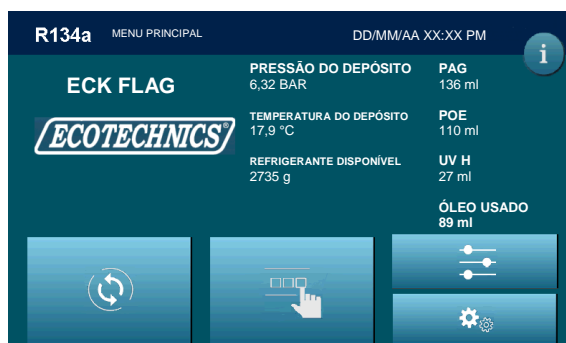 R134a MENU PRINCIPAL DD/MM/AA XX:XX PM
i
ECK FLAG
ECOTECHNICS®
PRESSÃO DO DEPÓSITO
6,32 BAR
TEMPERATURA DO DEPÓSITO
17,9 °C
REFRIGERANTE DISPONÍVEL
2735 g
PAG
136 ml
POE
110 ml
UV H
27 ml
ÓLEO USADO
89 ml